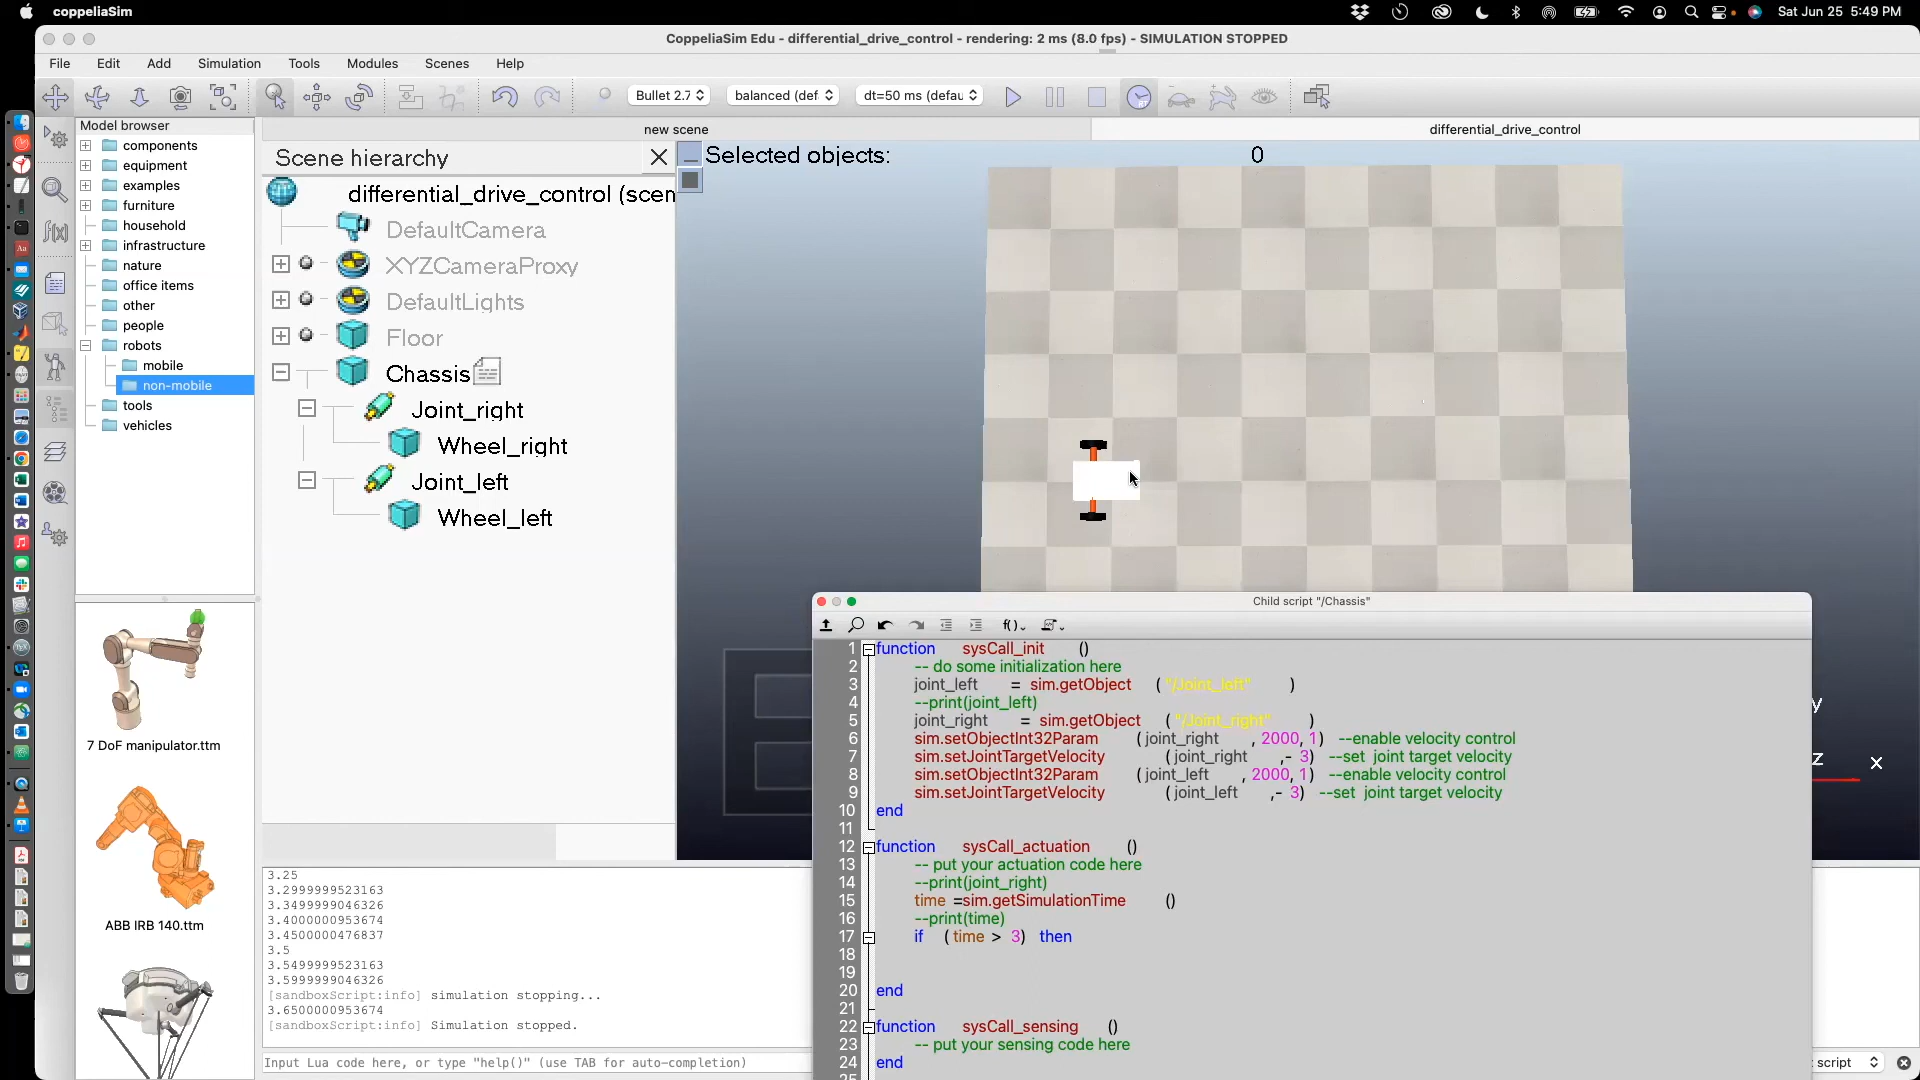 coppeliaSim
Sat Jun 25 5:49 PM
CoppeliaSim Edu - differential_drive_control - rendering: 2 ms (8.0 fps) - SIMULATION STOPPED
File Edit Add Simulation Tools Modules Scenes Help
Bullet 2.7 balanced (def dt=50 ms (defau
new scene differential_drive_control
Model browser
components
equipment
examples
furniture
household
infrastructure
nature
office items
other
people
robots
mobile
non-mobile
tools
vehicles
7 DoF manipulator.ttm
ABB IRB 140.ttm
Scene hierarchy
differential_drive_control (scen
DefaultCamera
XYZCameraProxy
DefaultLights
Floor
Chassis
Joint_right
Wheel_right
Joint_left
Wheel_left
Selected objects: 0
3.25
3.2999999523163
3.3499999046326
3.4000000953674
3.4500000476837
3.5
3.5499999523163
3.5999999046326
[sandboxScript:info] simulation stopping...
3.6500000953674
[sandboxScript:info] Simulation stopped.
Input Lua code here, or type "help()" (use TAB for auto-completion)
Child script "/Chassis"
f()
1 function sysCall_init ()
2 -- do some initialization here
3 joint_left = sim.getObject ( "/Joint_left" )
4 --print(joint_left)
5 joint_right = sim.getObject ( "/Joint_right" )
6 sim.setObjectInt32Param (joint_right , 2000, 1) --enable velocity control
7 sim.setJointTargetVelocity (joint_right ,- 3) --set joint target velocity
8 sim.setObjectInt32Param (joint_left , 2000, 1) --enable velocity control
9 sim.setJointTargetVelocity (joint_left ,- 3) --set joint target velocity
10 end
11
12 function sysCall_actuation ()
13 -- put your actuation code here
14 --print(joint_right)
15 time =sim.getSimulationTime ()
16 --print(time)
17 if ( time > 3) then
18
19
20 end
21
22 function sysCall_sensing ()
23 -- put your sensing code here
24 end
y
z
x
script